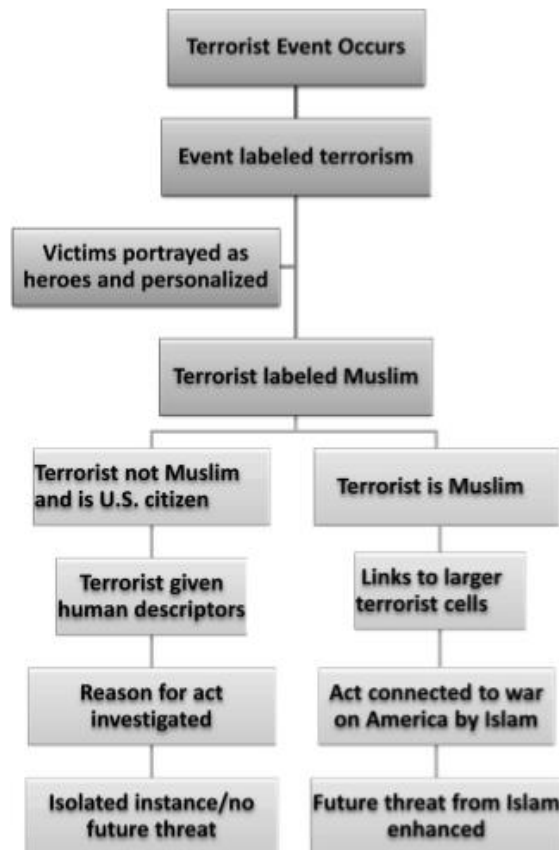 Terrorist Event Occurs
Event labeled terrorism
Victims portrayed as
heroes and personalized
Terrorist labeled Muslim
Terrorist not Muslim
and is U.S. citizen
Terrorist given
human descriptors
Reason for act
investigated
Isolated instance/no
future threat
Terrorist is Muslim
Links to larger
terrorist cells
Act connected to war
on America by Islam
Future threat from Islam
enhanced